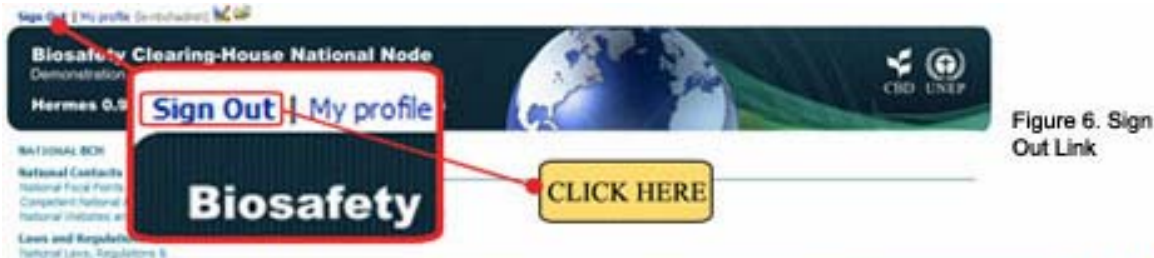 Sign Out | My profile
Biosafety Clearing-House National Node
Demonstration
Hermes 0.9
Sign Out | My profile
Biosafety
CLICK HERE
CBD UNEP
Figure 6. Sign
Out Link
NATIONAL BCH
National Contacts
National Focal Points
Competent National
National Websites
Laws and Regulations
National Laws, Regulations &